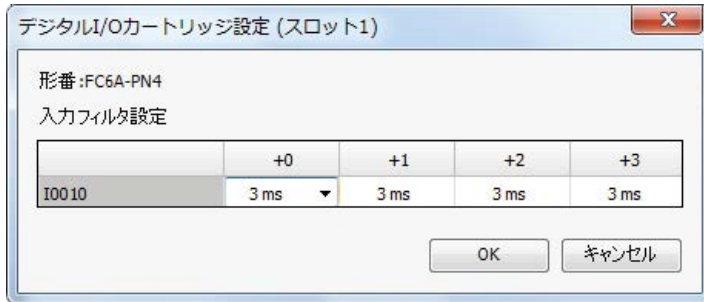 デジタルI/Oカートリッジ設定 (スロット1)
形番:FC6A-PN4
入力フィルタ設定
+0 +1 +2 +3
I0010 3 ms 3 ms 3 ms 3 ms
OK キャンセル